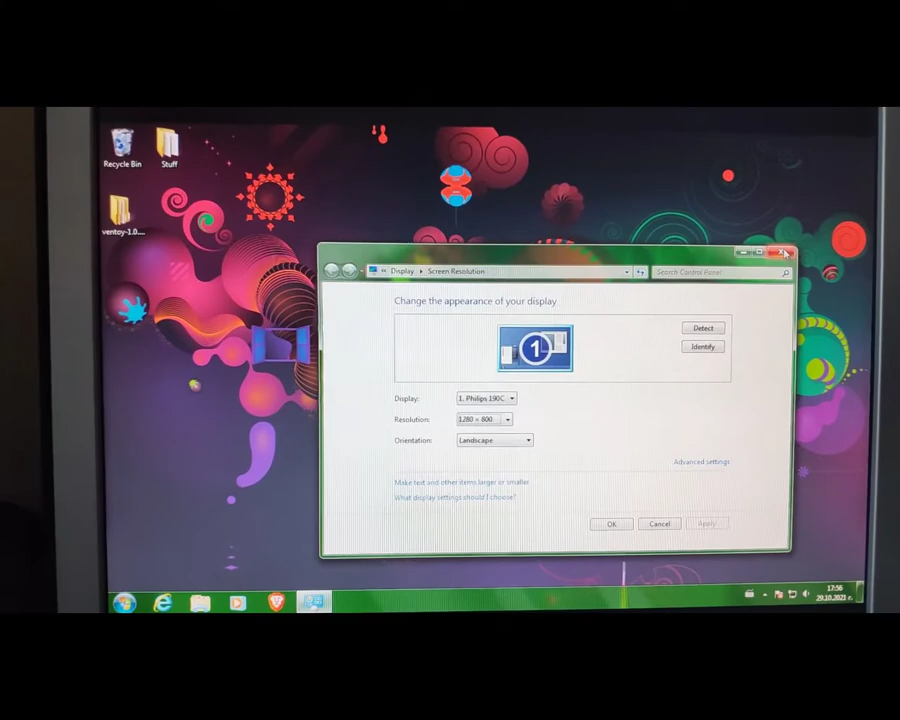 Recycle Bin
Stuff
ventoy-1.0....
« Display ▸ Screen Resolution
Search Control Panel
Change the appearance of your display
1
Detect
Identify
Display:
1. Philips 190C
Resolution:
1280 × 800
Orientation:
Landscape
Advanced settings
Make text and other items larger or smaller
What display settings should I choose?
OK
Cancel
Apply
17:56
29.10.2021 г.